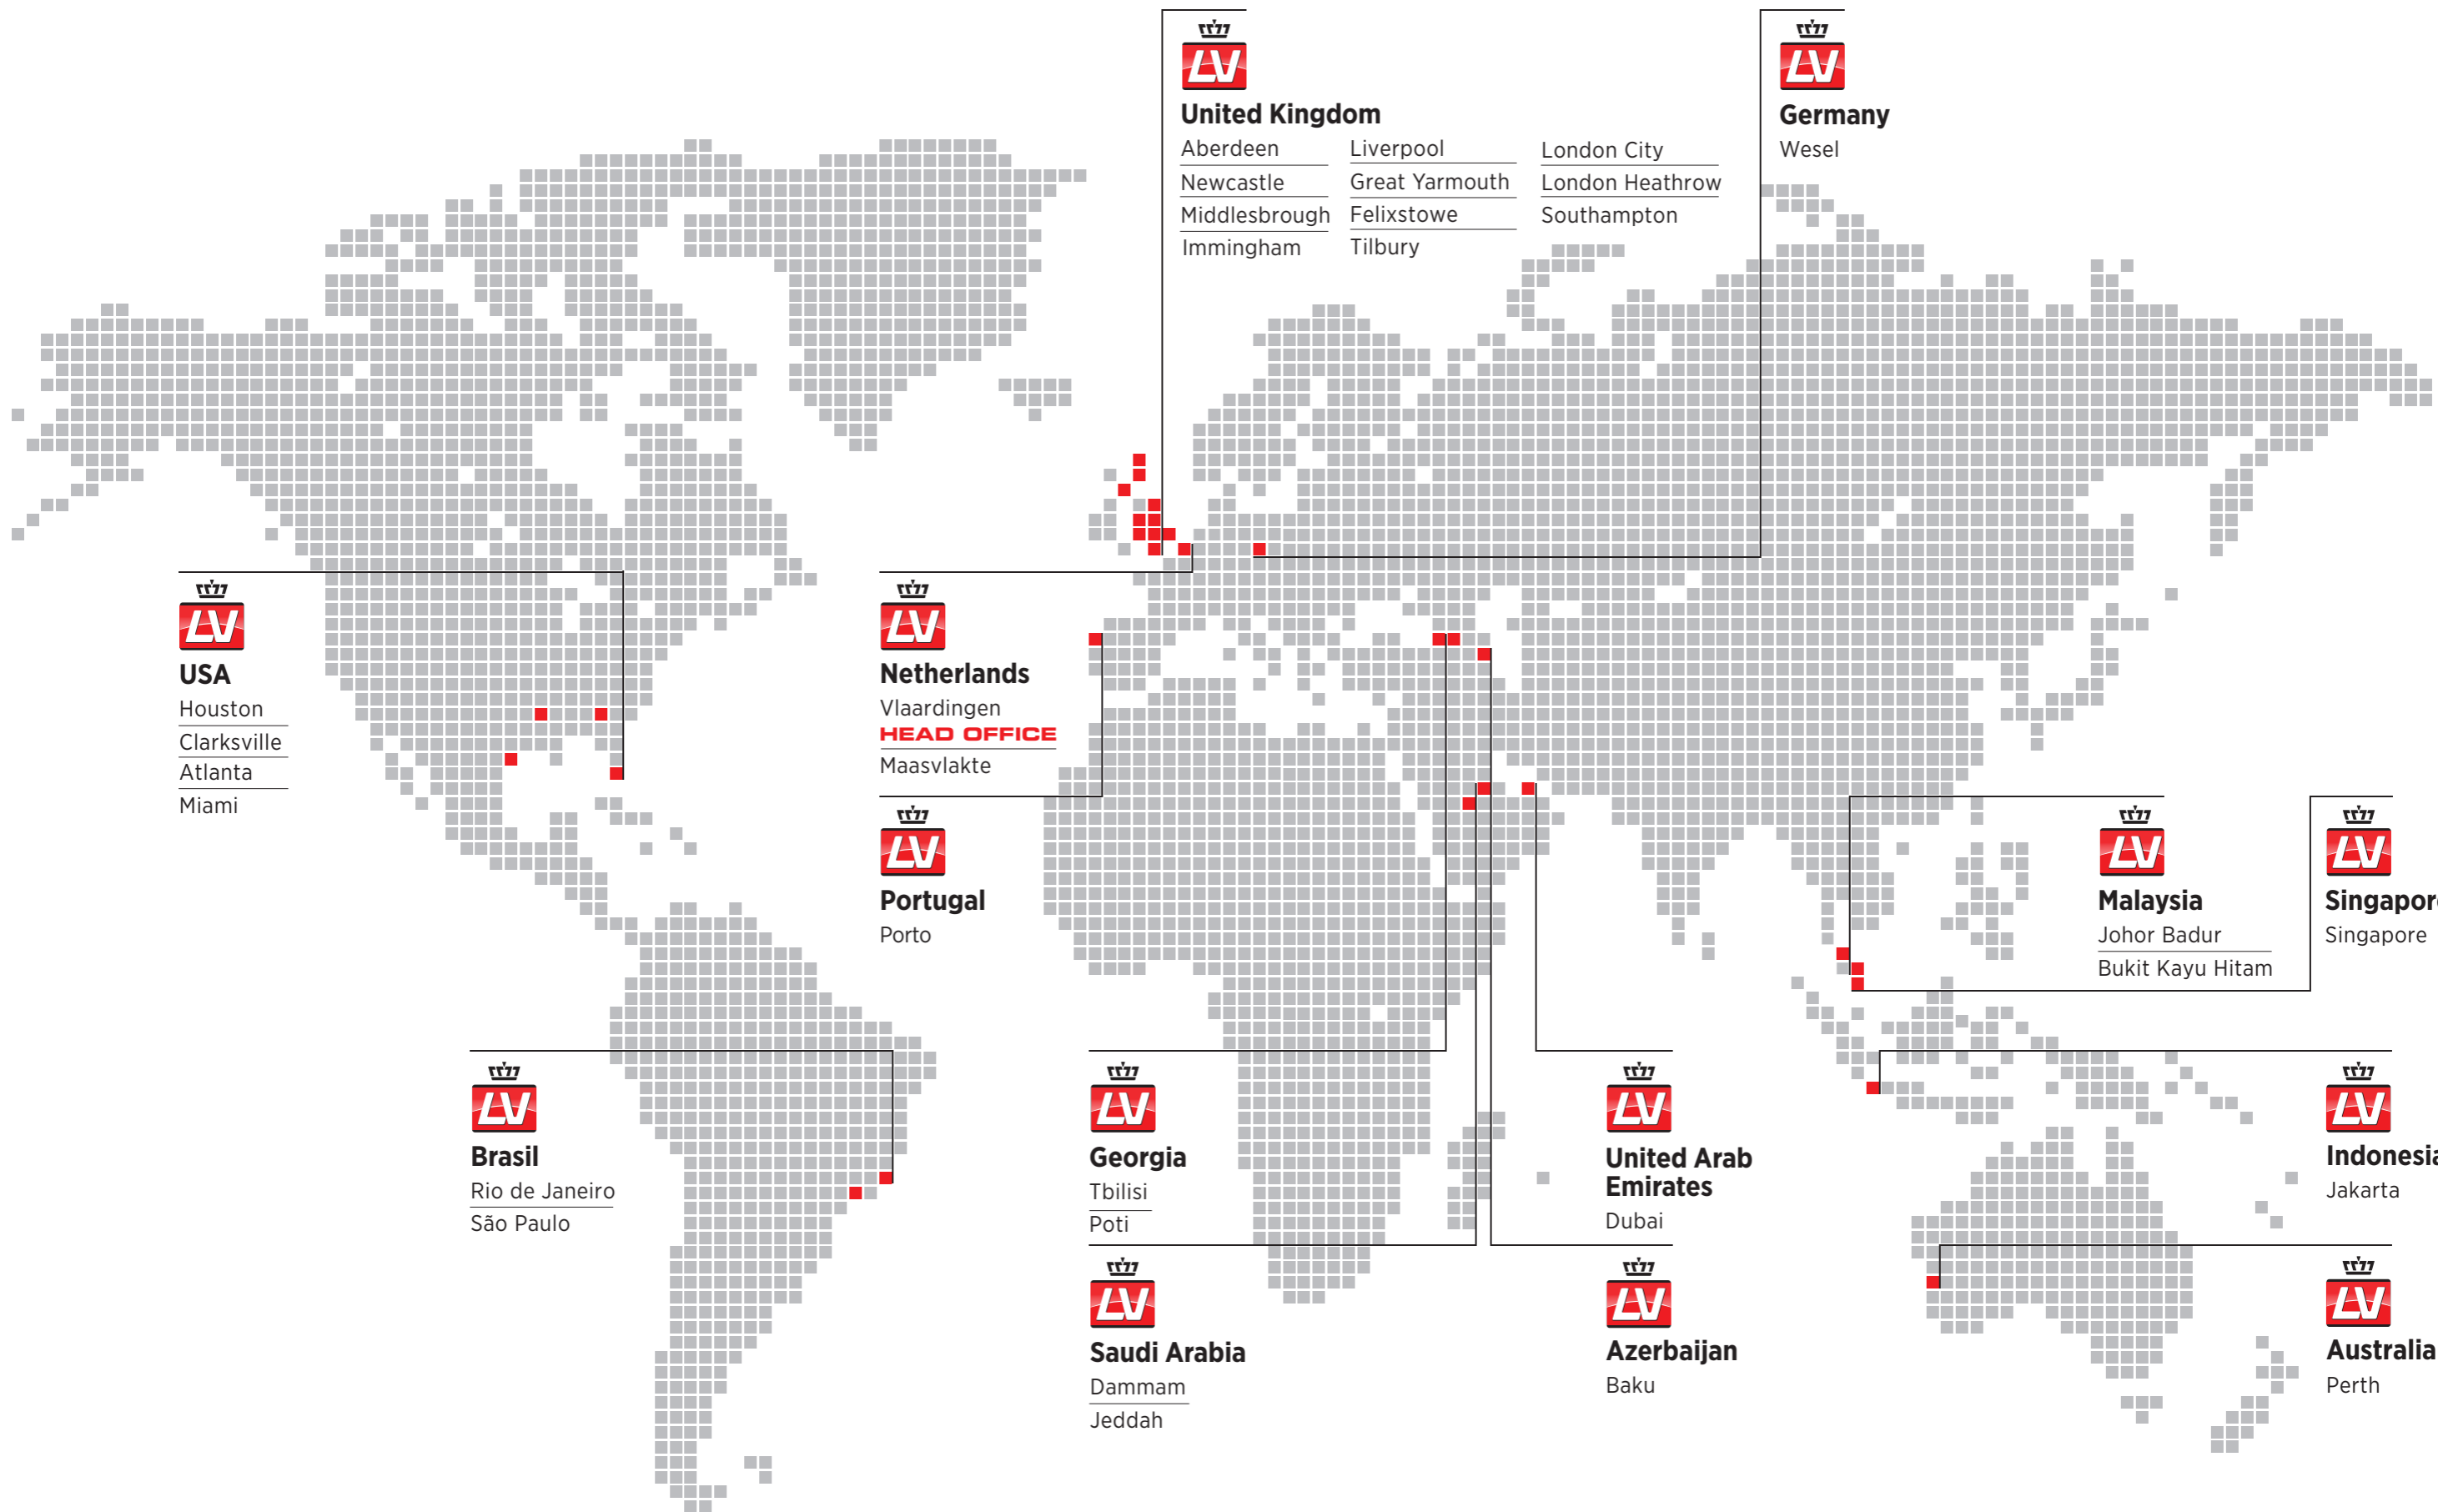 LV
United Kingdom
Aberdeen
Newcastle
Middlesbrough
Immingham
Liverpool
Great Yarmouth
Felixstowe
Tilbury
London City
London Heathrow
Southampton
LV
Germany
Wesel
LV
USA
Houston
Clarksville
Atlanta
Miami
LV
Netherlands
Vlaardingen
HEAD OFFICE
Maasvlakte
LV
Portugal
Porto
LV
Malaysia
Johor Badur
Bukit Kayu Hitam
LV
Singapore
Singapore
LV
Brasil
Rio de Janeiro
São Paulo
LV
Georgia
Tbilisi
Poti
LV
United Arab
Emirates
Dubai
LV
Indonesia
Jakarta
LV
Saudi Arabia
Dammam
Jeddah
LV
Azerbaijan
Baku
LV
Australia
Perth